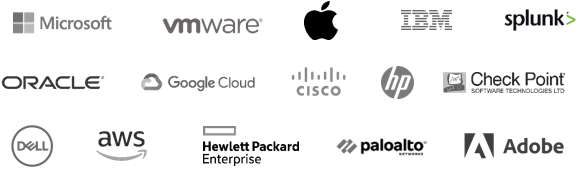 Microsoft
vmware®
IBM
splunk>
ORACLE®
Google Cloud
CISCO
hp
Check Point®
SOFTWARE TECHNOLOGIES LTD
DELL
aws
Hewlett Packard
Enterprise
paloalto®
NETWORKS
Adobe